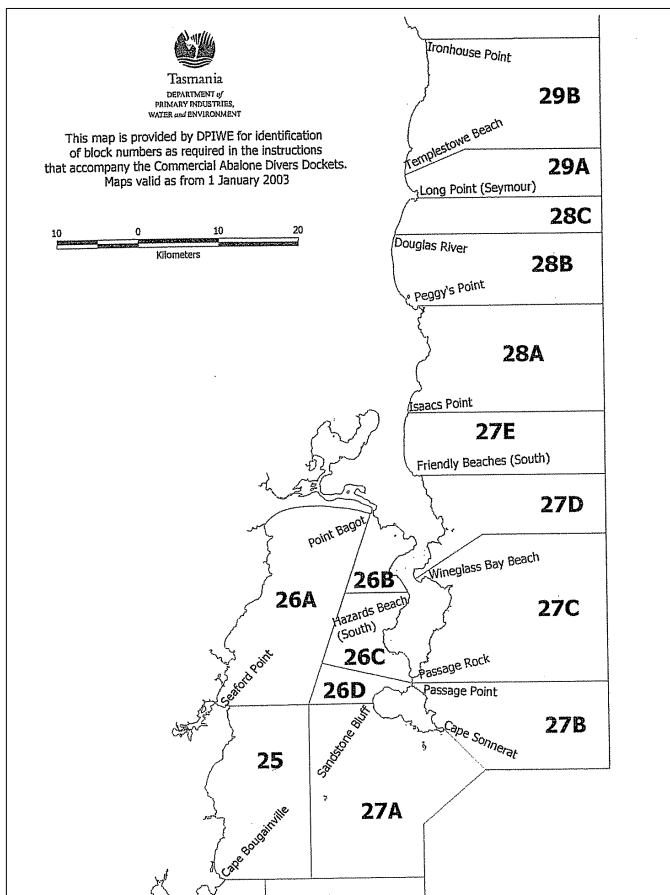 Tasmania
DEPARTMENT of
PRIMARY INDUSTRIES,
WATER and ENVIRONMENT
This map is provided by DPIWE for identification
of block numbers as required in the instructions
that accompany the Commercial Abalone Divers Dockets.
Maps valid as from 1 January 2003
10 0 10 20
Kilometers
Ironhouse Point
29B
Templestowe Beach
29A
Long Point (Seymour)
28C
Douglas River
28B
Peggy's Point
28A
Isaacs Point
27E
Friendly Beaches (South)
27D
Point Bagot
Wineglass Bay Beach
26B
26A
27C
Hazards Beach
(South)
26C
Passage Rock
Seaford Point
26D
Passage Point
27B
Cape Sonnerat
Sandstone Bluff
25
27A
Cape Bougainville